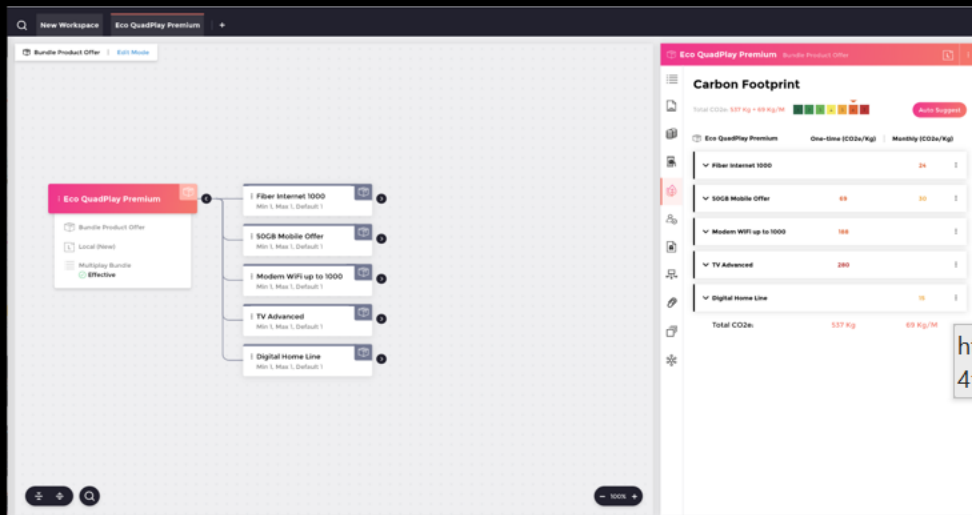 New Workspace
Eco QuadPlay Premium
+
Bundle Product Offer | Edit Mode
Eco QuadPlay Premium
Bundle Product Offer
Local (New)
Multiplay Bundle
Effective
Fiber Internet 1000
Min 1, Max 1, Default 1
50GB Mobile Offer
Min 1, Max 1, Default 1
Modem WiFi up to 1000
Min 1, Max 1, Default 1
TV Advanced
Min 1, Max 1, Default 1
Digital Home Line
Min 1, Max 1, Default 1
− 100% +
Eco QuadPlay Premium Bundle Product Offer
Carbon Footprint
Total CO2e: 537 Kg + 69 Kg/M
Auto Suggest
Eco QuadPlay Premium One-time (CO2e/Kg) Monthly (CO2e/Kg)
Fiber Internet 1000 24
50GB Mobile Offer 69 30
Modem WiFi up to 1000 188
TV Advanced 280
Digital Home Line 15
Total CO2e: 537 Kg 69 Kg/M